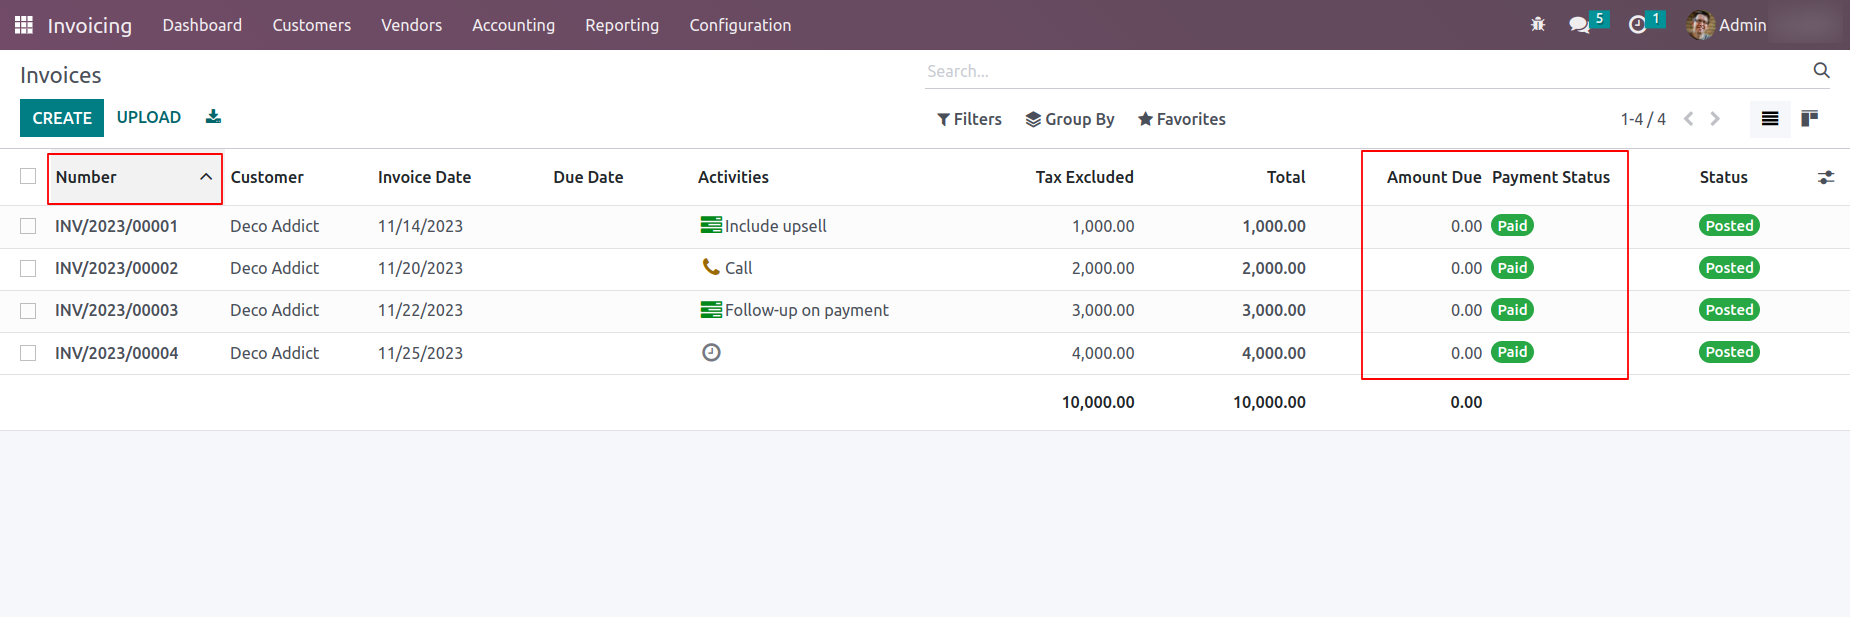 Invoicing Dashboard Customers Vendors Accounting Reporting Configuration 5 1 Admin
Invoices Search...
CREATE UPLOAD Filters Group By Favorites 1-4 / 4
Number Customer Invoice Date Due Date Activities Tax Excluded Total Amount Due Payment Status Status
INV/2023/00001 Deco Addict 11/14/2023 Include upsell 1,000.00 1,000.00 0.00 Paid Posted
INV/2023/00002 Deco Addict 11/20/2023 Call 2,000.00 2,000.00 0.00 Paid Posted
INV/2023/00003 Deco Addict 11/22/2023 Follow-up on payment 3,000.00 3,000.00 0.00 Paid Posted
INV/2023/00004 Deco Addict 11/25/2023 4,000.00 4,000.00 0.00 Paid Posted
10,000.00 10,000.00 0.00